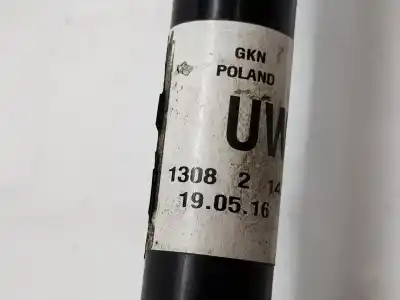 GKN
POLAND
UW
1308 2 14
19.05.16